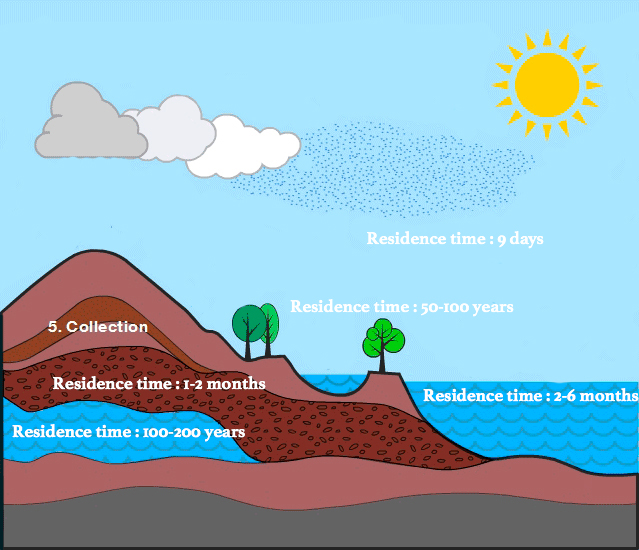 Residence time : 9 days
Residence time : 50-100 years
5. Collection
Residence time : 1-2 months
Residence time : 2-6 months
Residence time : 100-200 years